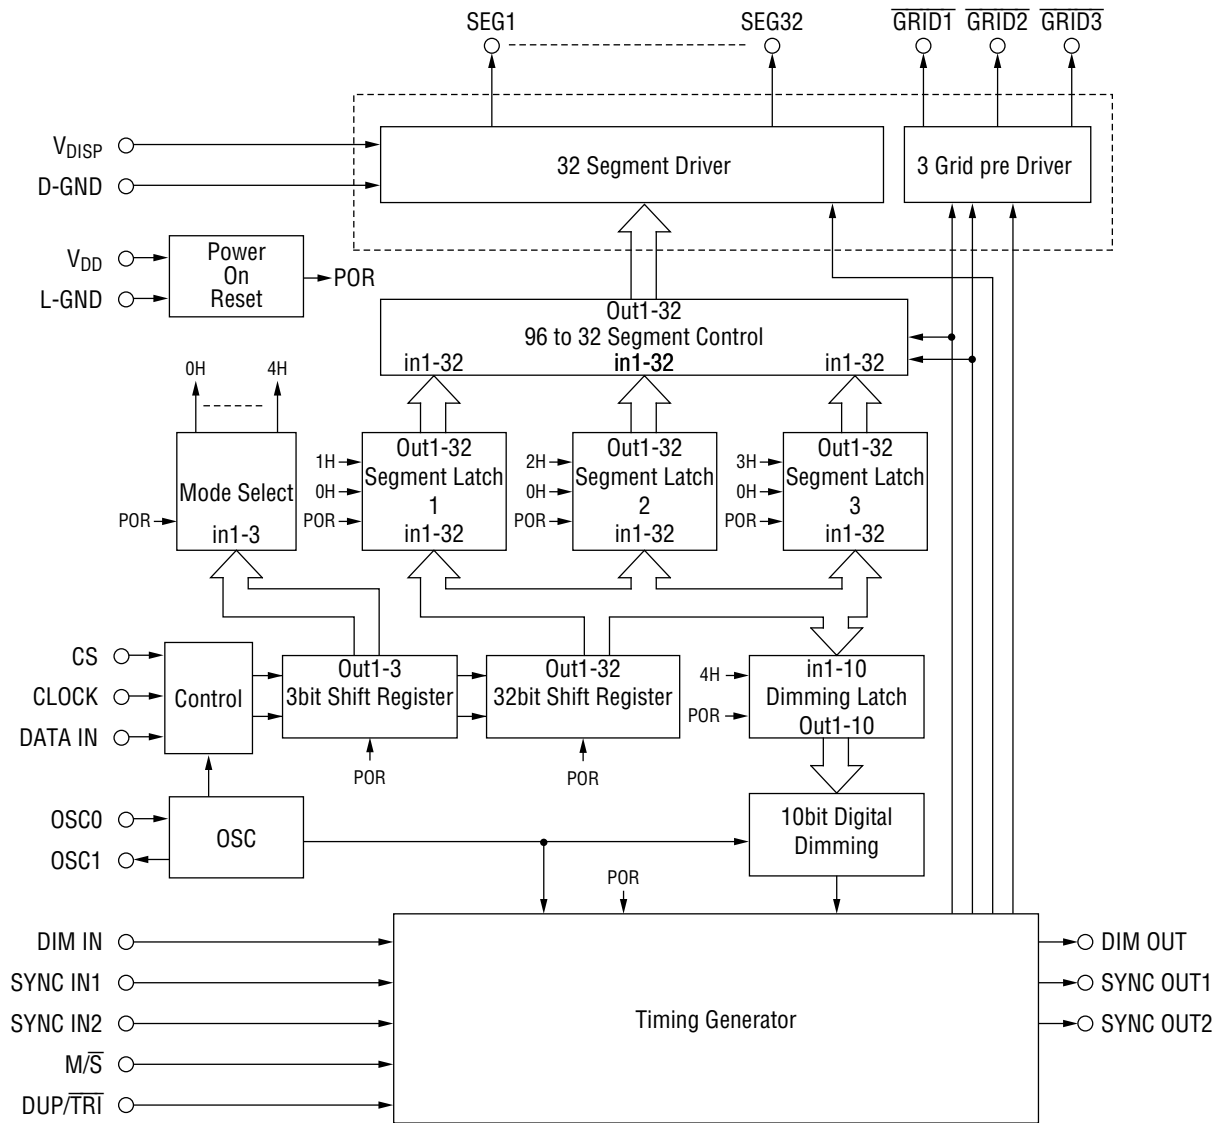 SEG1
SEG32
G̅R̅I̅D̅1̅
G̅R̅I̅D̅2̅
G̅R̅I̅D̅3̅
VDISP
D-GND
32 Segment Driver
3 Grid pre Driver
VDD
L-GND
Power
On
Reset
POR
Out1-32
96 to 32 Segment Control
in1-32
in1-32
in1-32
0H
4H
Mode Select
in1-3
POR
1H
0H
POR
Out1-32
Segment Latch
1
in1-32
2H
0H
POR
Out1-32
Segment Latch
2
in1-32
3H
0H
POR
Out1-32
Segment Latch
3
in1-32
CS
CLOCK
DATA IN
Control
Out1-3
3bit Shift Register
POR
Out1-32
32bit Shift Register
POR
4H
POR
in1-10
Dimming Latch
Out1-10
OSC0
OSC1
OSC
10bit Digital
Dimming
POR
DIM IN
SYNC IN1
SYNC IN2
M/S̅
DUP/T̅R̅I̅
Timing Generator
DIM OUT
SYNC OUT1
SYNC OUT2